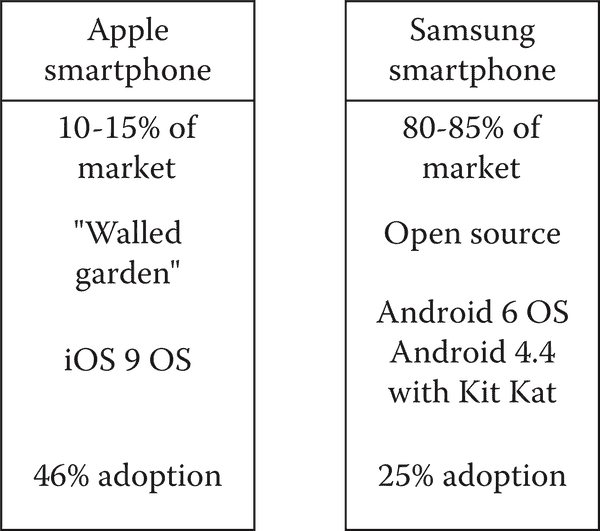 Apple
smartphone
10-15% of
market
"Walled
garden"
iOS 9 OS
46% adoption
Samsung
smartphone
80-85% of
market
Open source
Android 6 OS
Android 4.4
with Kit Kat
25% adoption